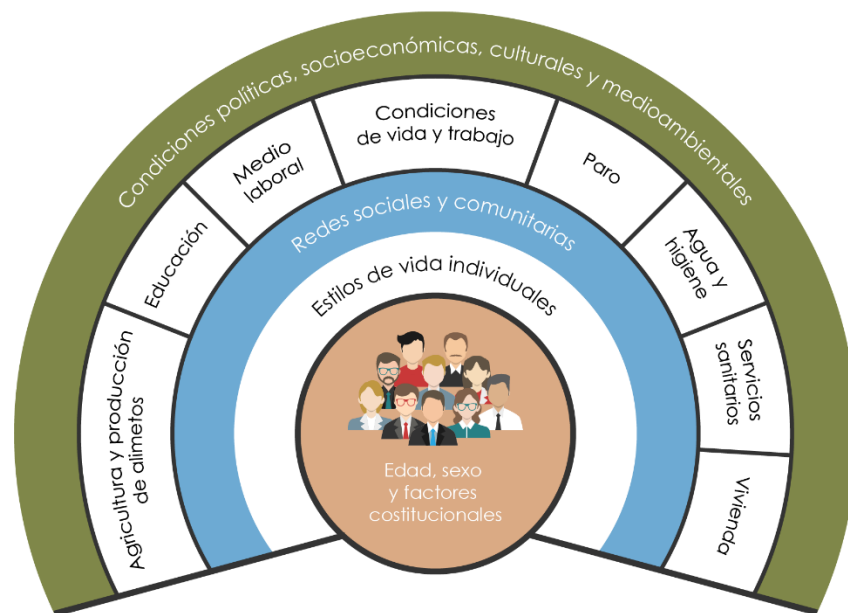 Condiciones políticas, socioeconómicas, culturales y medioambientales
Agricultura y producción
de alimetos
Educación
Medio
laboral
Condiciones
de vida y trabajo
Paro
Agua y
higiene
Servicios
sanitarios
Vivienda
Redes sociales y comunitarias
Estilos de vida individuales
Edad, sexo
y factores
costitucionales